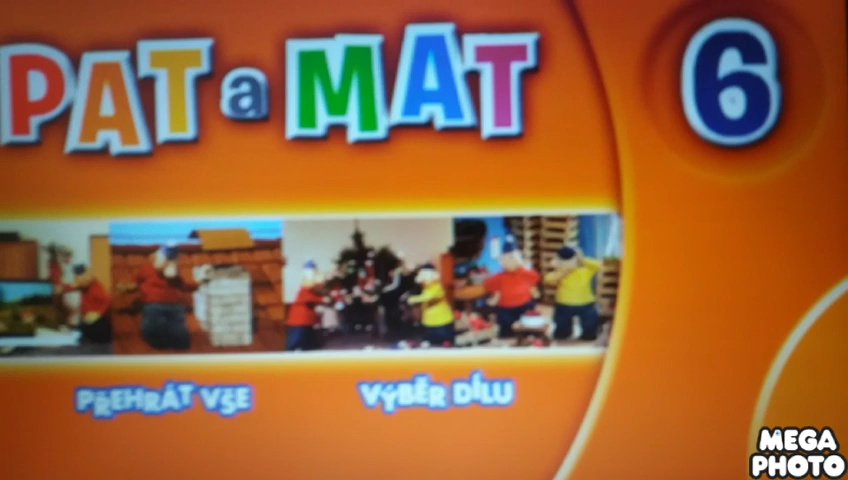 PAT a MAT
6
PŘEHRÁT VŠE
VÝBĚR DÍLU
MEGA
PHOTO